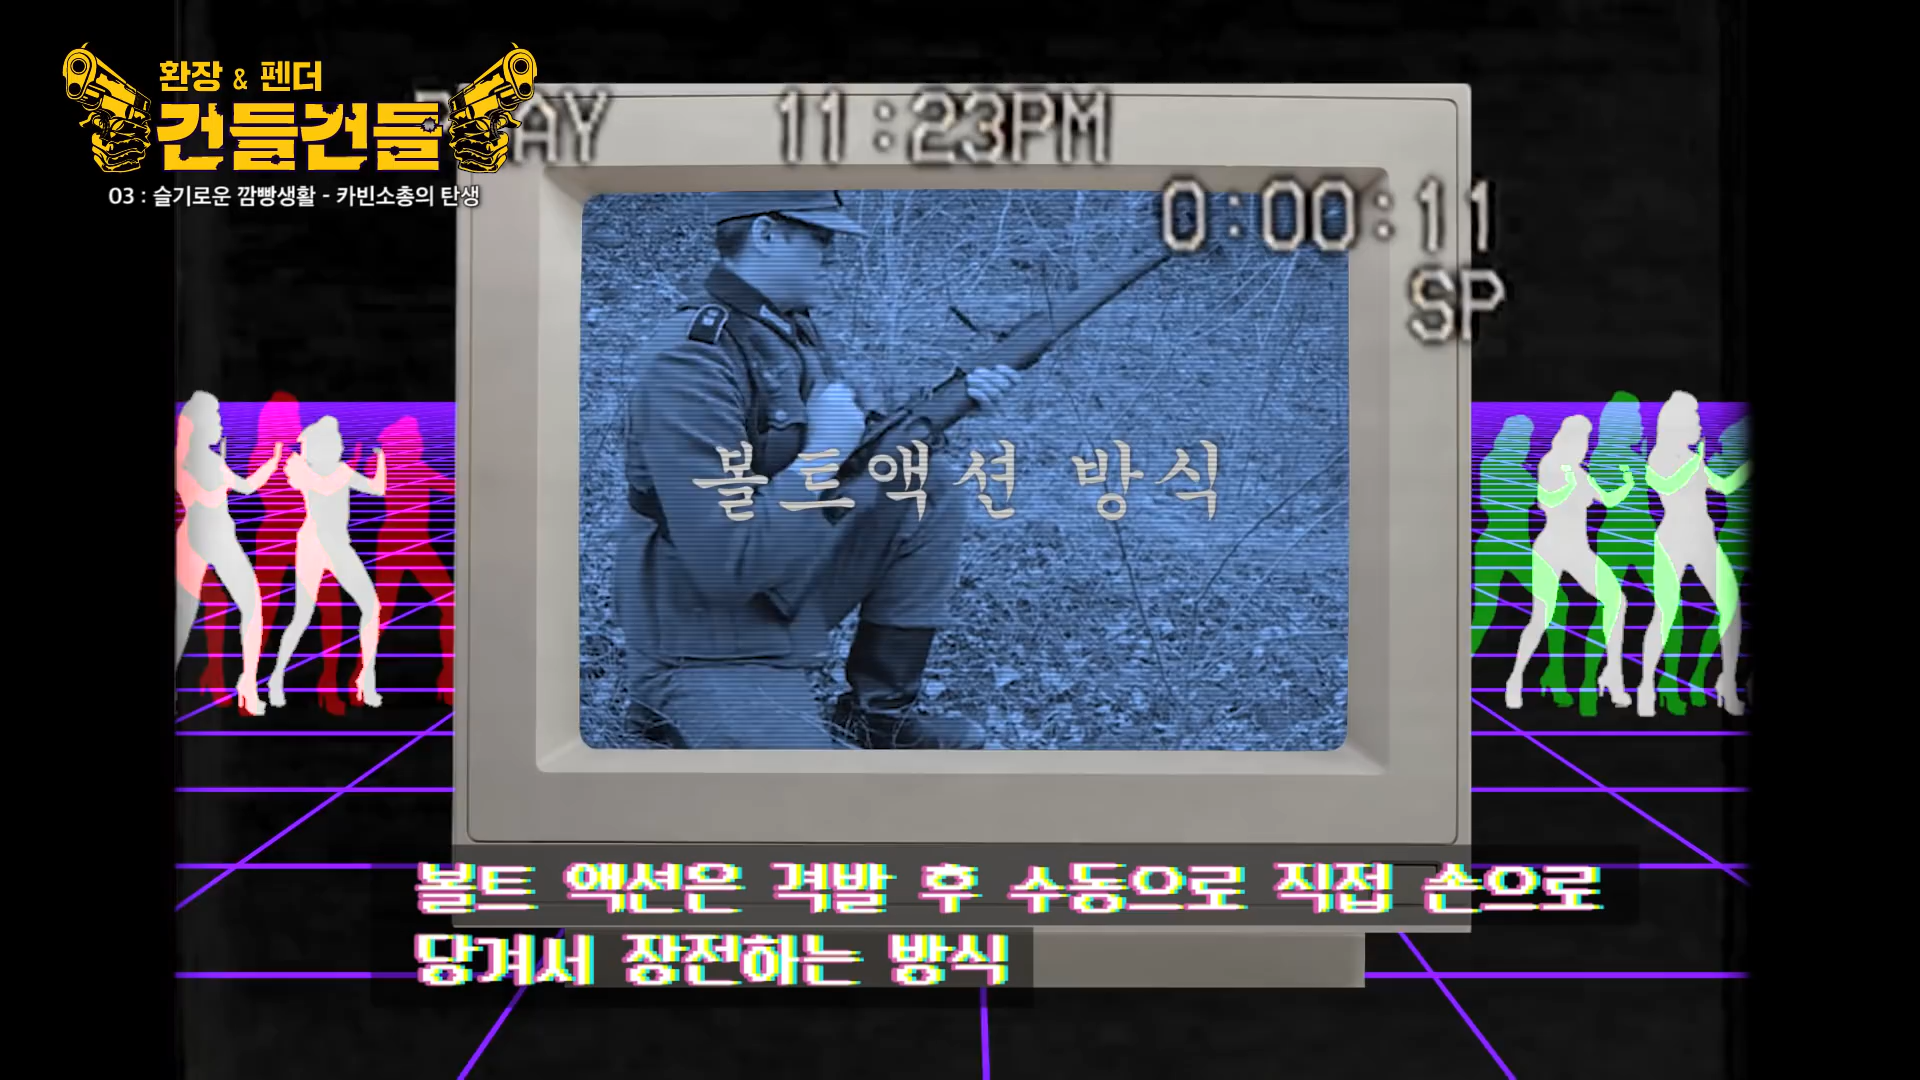 환장 & 펜더
건들건들
03 : 슬기로운 깜빵생활 - 카빈소총의 탄생
AY 11:23PM
0:00:11
SP
볼트액션 방식
볼트 액션은 격발 후 수동으로 직접 손으로
당겨서 장전하는 방식